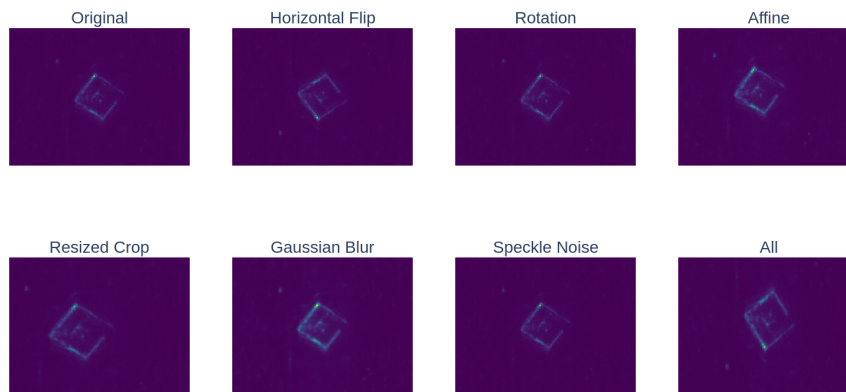 Original
Horizontal Flip
Rotation
Affine
Resized Crop
Gaussian Blur
Speckle Noise
All